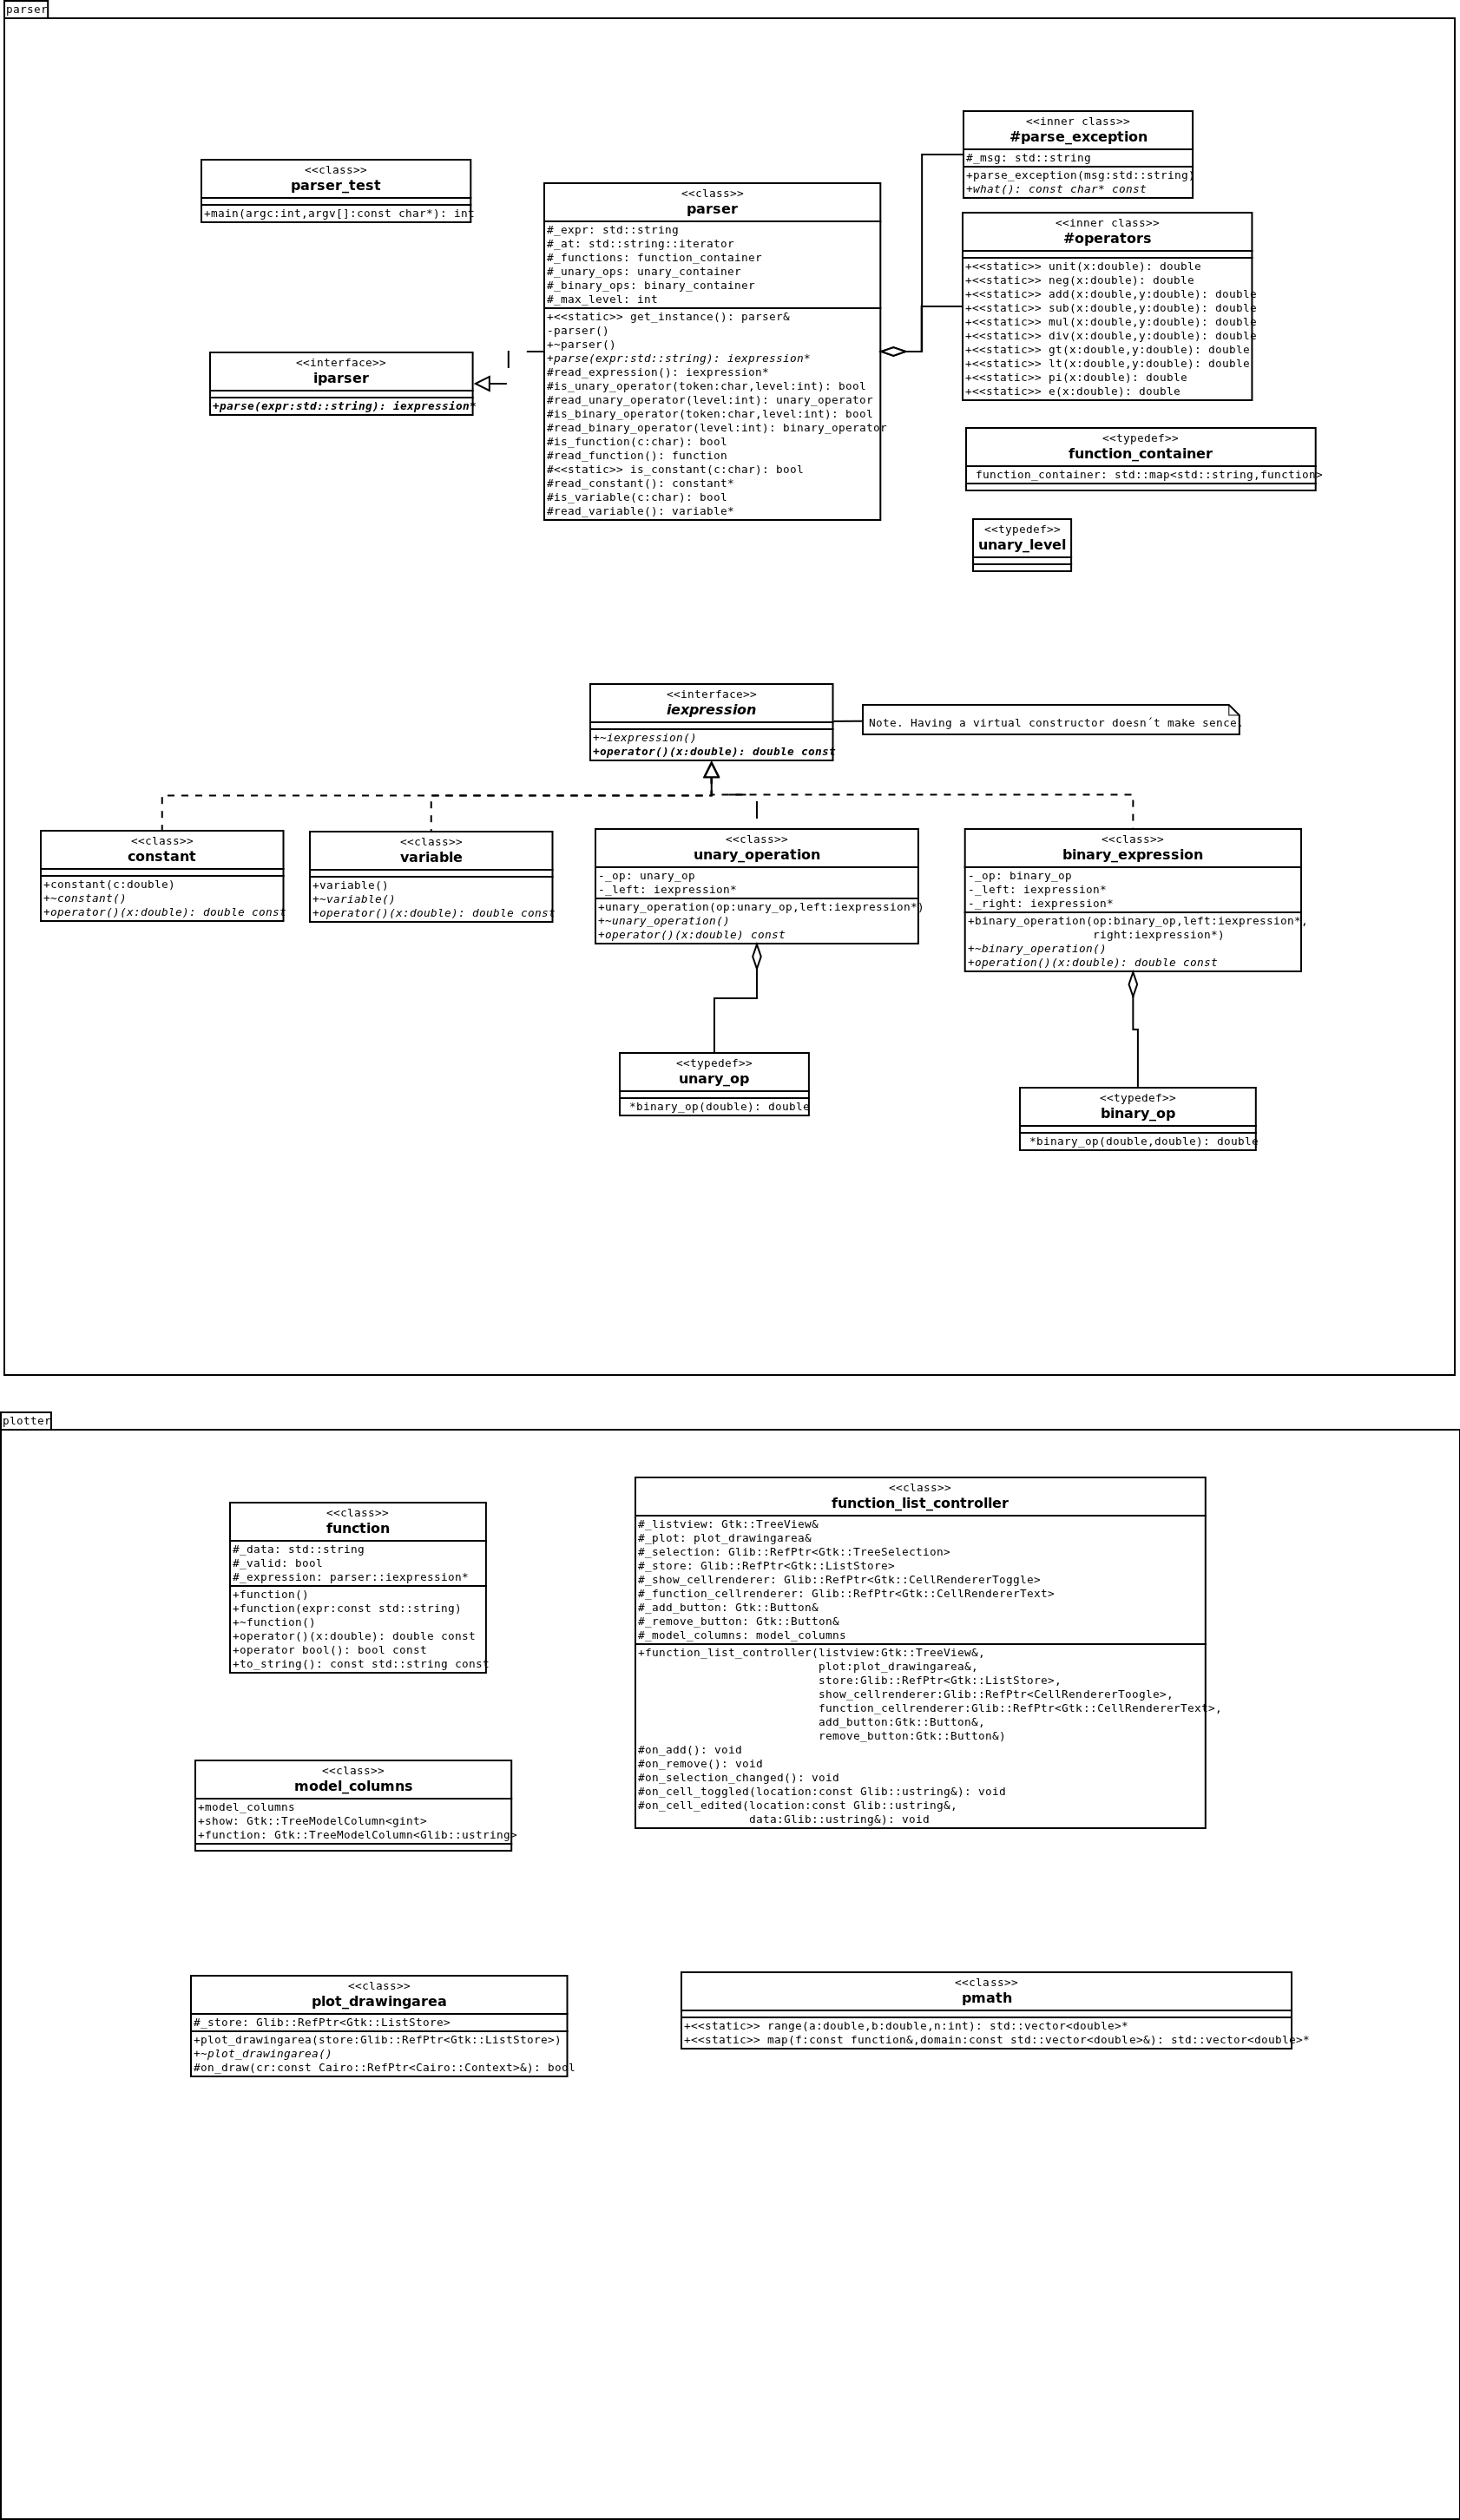 parser
<<class>>
parser_test
+main(argc:int,argv[]:const char*): int
<<interface>>
iparser
+parse(expr:std::string): iexpression*
<<class>>
parser
#_expr: std::string
#_at: std::string::iterator
#_functions: function_container
#_unary_ops: unary_container
#_binary_ops: binary_container
#_max_level: int
+<<static>> get_instance(): parser&
-parser()
+~parser()
+parse(expr:std::string): iexpression*
#read_expression(): iexpression*
#is_unary_operator(token:char,level:int): bool
#read_unary_operator(level:int): unary_operator
#is_binary_operator(token:char,level:int): bool
#read_binary_operator(level:int): binary_operator
#is_function(c:char): bool
#read_function(): function
#<<static>> is_constant(c:char): bool
#read_constant(): constant*
#is_variable(c:char): bool
#read_variable(): variable*
<<inner class>>
#parse_exception
#_msg: std::string
+parse_exception(msg:std::string)
+what(): const char* const
<<inner class>>
#operators
+<<static>> unit(x:double): double
+<<static>> neg(x:double): double
+<<static>> add(x:double,y:double): double
+<<static>> sub(x:double,y:double): double
+<<static>> mul(x:double,y:double): double
+<<static>> div(x:double,y:double): double
+<<static>> gt(x:double,y:double): double
+<<static>> lt(x:double,y:double): double
+<<static>> pi(x:double): double
+<<static>> e(x:double): double
<<typedef>>
function_container
function_container: std::map<std::string,function>
<<typedef>>
unary_level
<<interface>>
iexpression
+~iexpression()
+operator()(x:double): double const
Note. Having a virtual constructor doesn´t make sence.
<<class>>
constant
+constant(c:double)
+~constant()
+operator()(x:double): double const
<<class>>
variable
+variable()
+~variable()
+operator()(x:double): double const
<<class>>
unary_operation
-_op: unary_op
-_left: iexpression*
+unary_operation(op:unary_op,left:iexpression*)
+~unary_operation()
+operator()(x:double) const
<<class>>
binary_expression
-_op: binary_op
-_left: iexpression*
-_right: iexpression*
+binary_operation(op:binary_op,left:iexpression*,
right:iexpression*)
+~binary_operation()
+operation()(x:double): double const
<<typedef>>
unary_op
*binary_op(double): double
<<typedef>>
binary_op
*binary_op(double,double): double
plotter
<<class>>
function
#_data: std::string
#_valid: bool
#_expression: parser::iexpression*
+function()
+function(expr:const std::string)
+~function()
+operator()(x:double): double const
+operator bool(): bool const
+to_string(): const std::string const
<<class>>
function_list_controller
#_listview: Gtk::TreeView&
#_plot: plot_drawingarea&
#_selection: Glib::RefPtr<Gtk::TreeSelection>
#_store: Glib::RefPtr<Gtk::ListStore>
#_show_cellrenderer: Glib::RefPtr<Gtk::CellRendererToggle>
#_function_cellrenderer: Glib::RefPtr<Gtk::CellRendererText>
#_add_button: Gtk::Button&
#_remove_button: Gtk::Button&
#_model_columns: model_columns
+function_list_controller(listview:Gtk::TreeView&,
plot:plot_drawingarea&,
store:Glib::RefPtr<Gtk::ListStore>,
show_cellrenderer:Glib::RefPtr<CellRendererToogle>,
function_cellrenderer:Glib::RefPtr<Gtk::CellRendererText>,
add_button:Gtk::Button&,
remove_button:Gtk::Button&)
#on_add(): void
#on_remove(): void
#on_selection_changed(): void
#on_cell_toggled(location:const Glib::ustring&): void
#on_cell_edited(location:const Glib::ustring&,
data:Glib::ustring&): void
<<class>>
model_columns
+model_columns
+show: Gtk::TreeModelColumn<gint>
+function: Gtk::TreeModelColumn<Glib::ustring>
<<class>>
plot_drawingarea
#_store: Glib::RefPtr<Gtk::ListStore>
+plot_drawingarea(store:Glib::RefPtr<Gtk::ListStore>)
+~plot_drawingarea()
#on_draw(cr:const Cairo::RefPtr<Cairo::Context>&): bool
<<class>>
pmath
+<<static>> range(a:double,b:double,n:int): std::vector<double>*
+<<static>> map(f:const function&,domain:const std::vector<double>&): std::vector<double>*